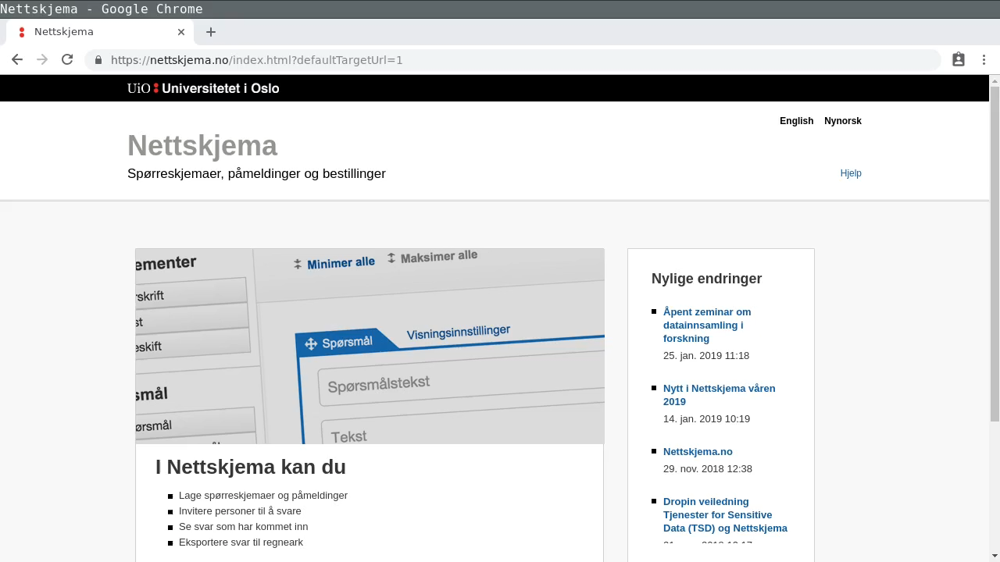 Nettskjema - Google Chrome
Nettskjema
https://nettskjema.no/index.html?defaultTargetUrl=1
UiO Universitetet i Oslo
English Nynorsk
Nettskjema
Spørreskjemaer, påmeldinger og bestillinger
Hjelp
ementer
Minimer alle Maksimer alle
rskrift
st
eskift
Spørsmål Visningsinnstillinger
Spørsmålstekst
smål
ørsmål
Tekst
I Nettskjema kan du
Lage spørreskjemaer og påmeldinger
Invitere personer til å svare
Se svar som har kommet inn
Eksportere svar til regneark
Nylige endringer
Åpent zeminar om
datainnsamling i
forskning
25. jan. 2019 11:18
Nytt i Nettskjema våren
2019
14. jan. 2019 10:19
Nettskjema.no
29. nov. 2018 12:38
Dropin veiledning
Tjenester for Sensitive
Data (TSD) og Nettskjema